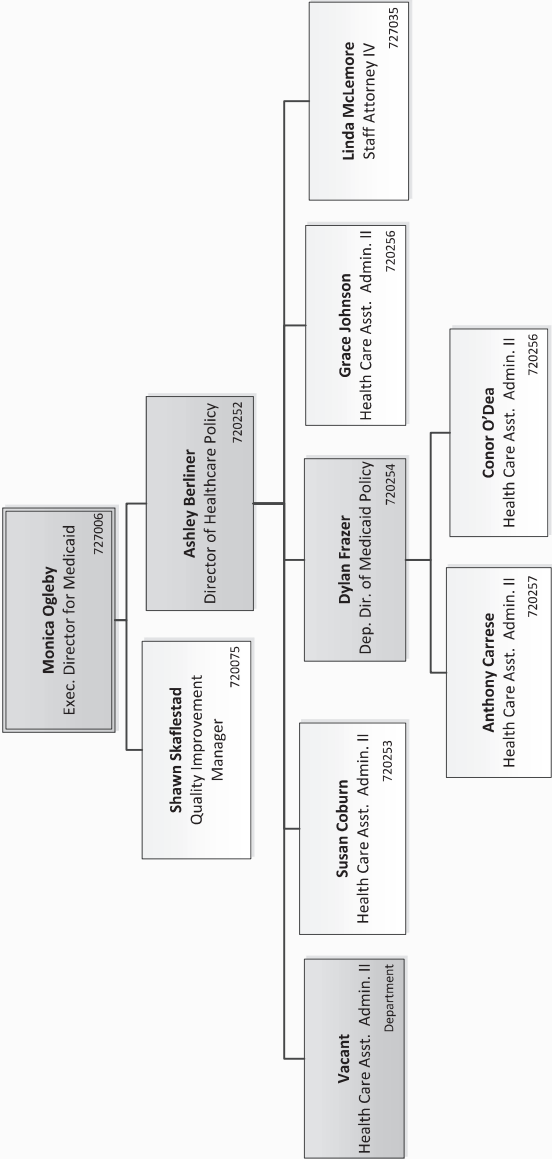 Monica Ogleby
Exec. Director for Medicaid
727006
Shawn Skaflestad
Quality Improvement
Manager
720075
Ashley Berliner
Director of Healthcare Policy
720252
Vacant
Health Care Asst.  Admin. II
Department
Susan Coburn
Health Care Asst.  Admin. II
720253
Dylan Frazer
Dep. Dir. of Medicaid Policy
720254
Grace Johnson
Health Care Asst.  Admin. II
720256
Linda McLemore
Staff Attorney IV
727035
Anthony Carrese
Health Care Asst.  Admin. II
720257
Conor O’Dea
Health Care Asst.  Admin. II
720256